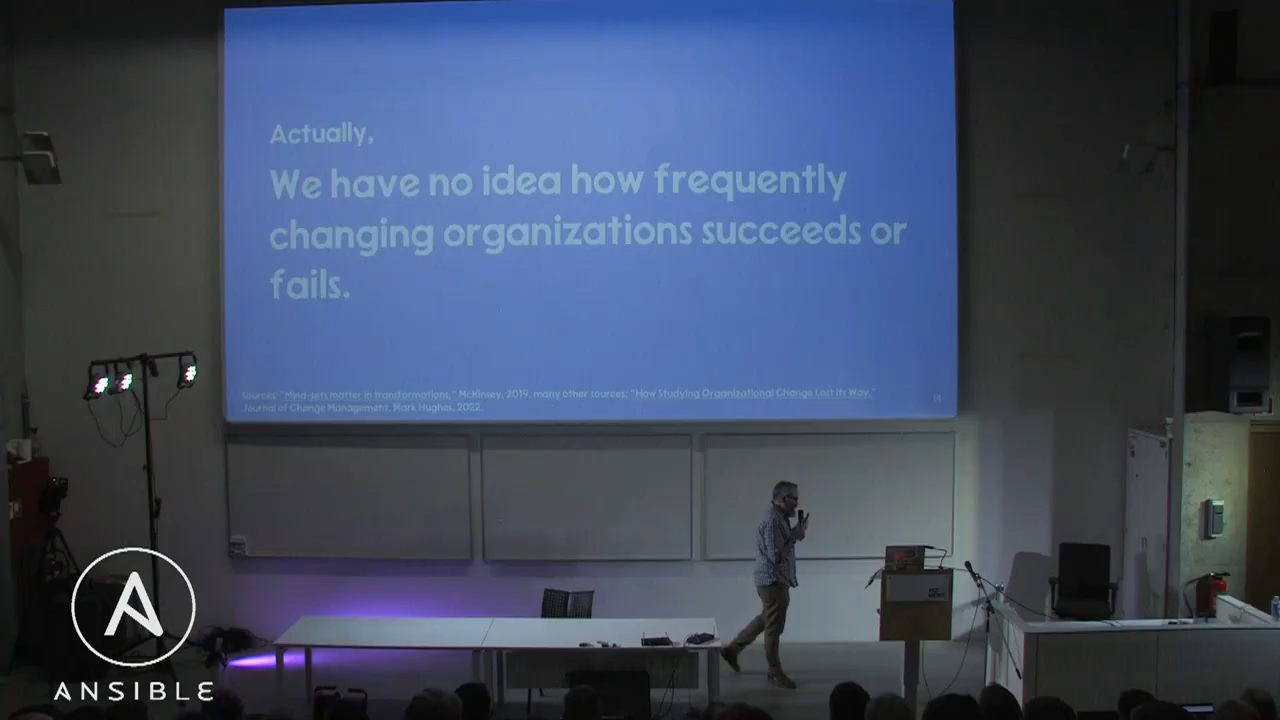 Actually,
We have no idea how frequently
changing organizations succeeds or
fails.
Sources: "Mind-sets matter in transformations," McKinsey, 2019, many other sources; "How Studying Organizational Change Lost Its Way,"
Journal of Change Management, Mark Hughes, 2022.
14
ANSIBLE